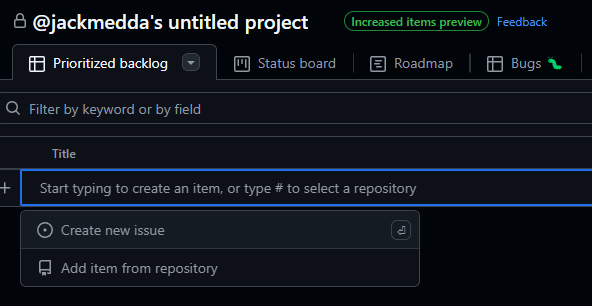 @jackmedda's untitled project
Increased items preview
Feedback
Prioritized backlog
Status board
Roadmap
Bugs 🐛
Filter by keyword or by field
Title
Start typing to create an item, or type # to select a repository
Create new issue
Add item from repository